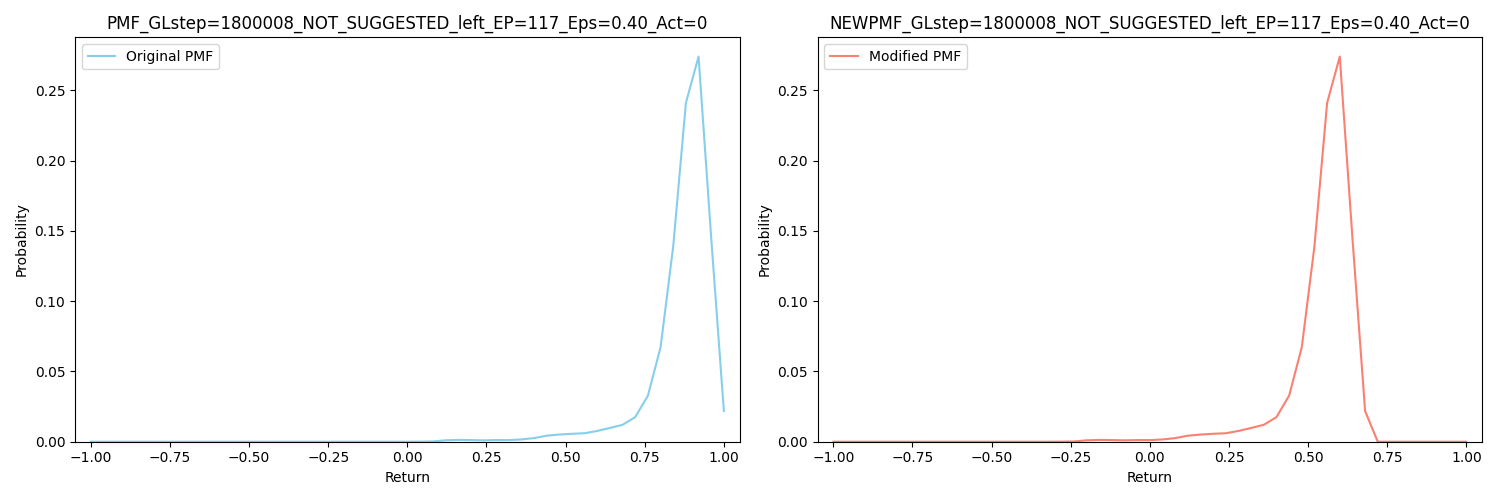 PMF_GLstep=1800008_NOT_SUGGESTED_left_EP=117_Eps=0.40_Act=0
Original PMF
Probability
0.25
0.20
0.15
0.10
0.05
0.00
−1.00 −0.75 −0.50 −0.25 0.00 0.25 0.50 0.75 1.00
Return
NEWPMF_GLstep=1800008_NOT_SUGGESTED_left_EP=117_Eps=0.40_Act=0
Modified PMF
Probability
0.25
0.20
0.15
0.10
0.05
0.00
−1.00 −0.75 −0.50 −0.25 0.00 0.25 0.50 0.75 1.00
Return